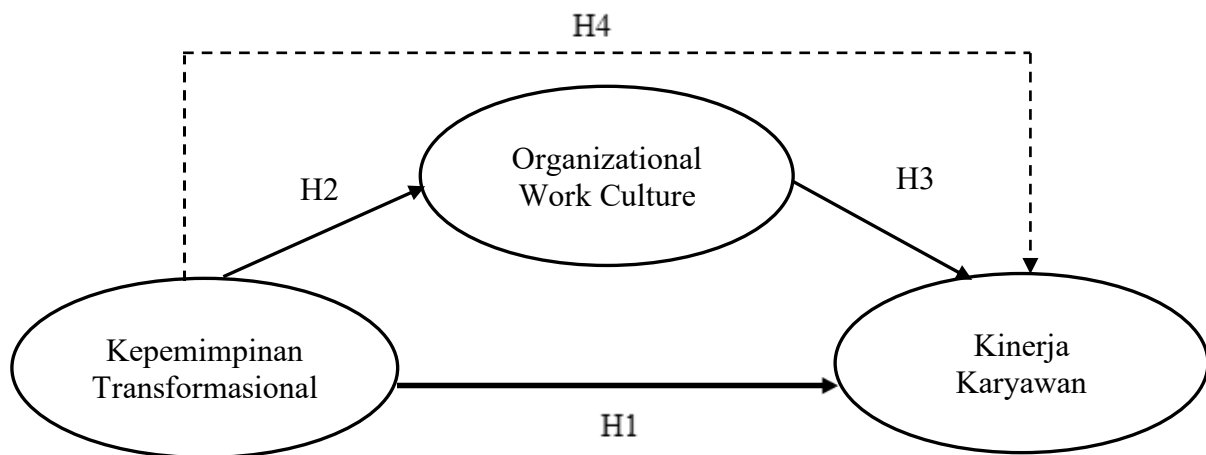 H4
Organizational
Work Culture
H2
H3
Kepemimpinan
Transformasional
Kinerja
Karyawan
H1